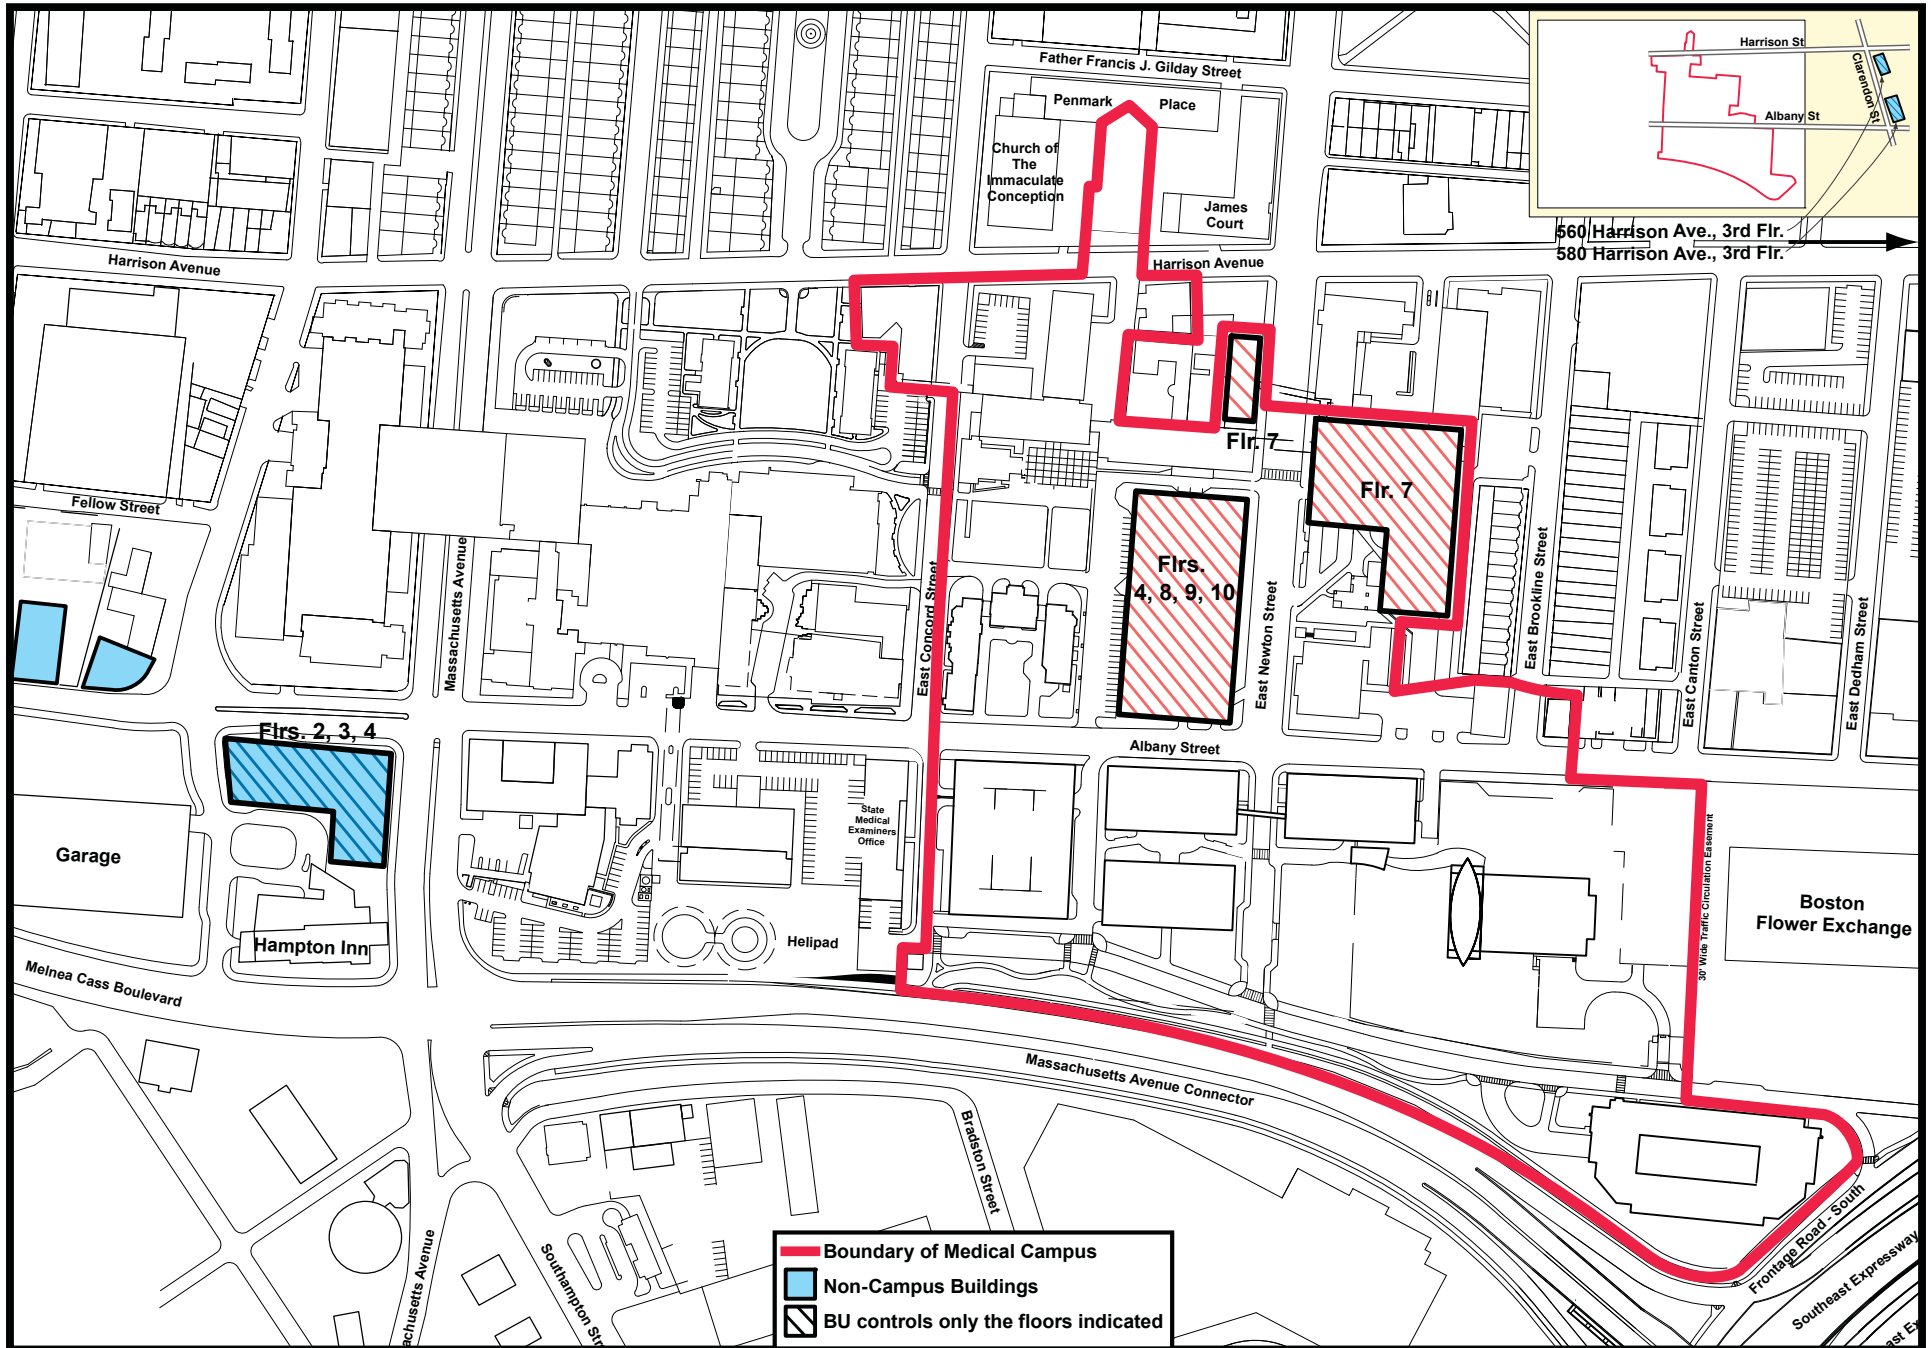 Father Francis J. Gilday Street
Penmark Place
Church of
The
Immaculate
Conception
James
Court
Harrison St
Clarendon St
Albany St
560 Harrison Ave., 3rd Flr.
580 Harrison Ave., 3rd Flr.
Harrison Avenue
Harrison Avenue
Flr. 7
Flr. 7
Fellow Street
Massachusetts Avenue
East Concord Street
Flrs.
4, 8, 9, 10
East Newton Street
East Brookline Street
East Canton Street
East Dedham Street
Flrs. 2, 3, 4
Albany Street
State
Medical
Examiners
Office
Garage
Hampton Inn
Helipad
30' Wide Traffic Circulation Easement
Boston
Flower Exchange
Melnea Cass Boulevard
Massachusetts Avenue Connector
Bradston Street
Southampton
achusetts Avenue
Frontage Road - South
Southeast Expressway
Boundary of Medical Campus
Non-Campus Buildings
BU controls only the floors indicated